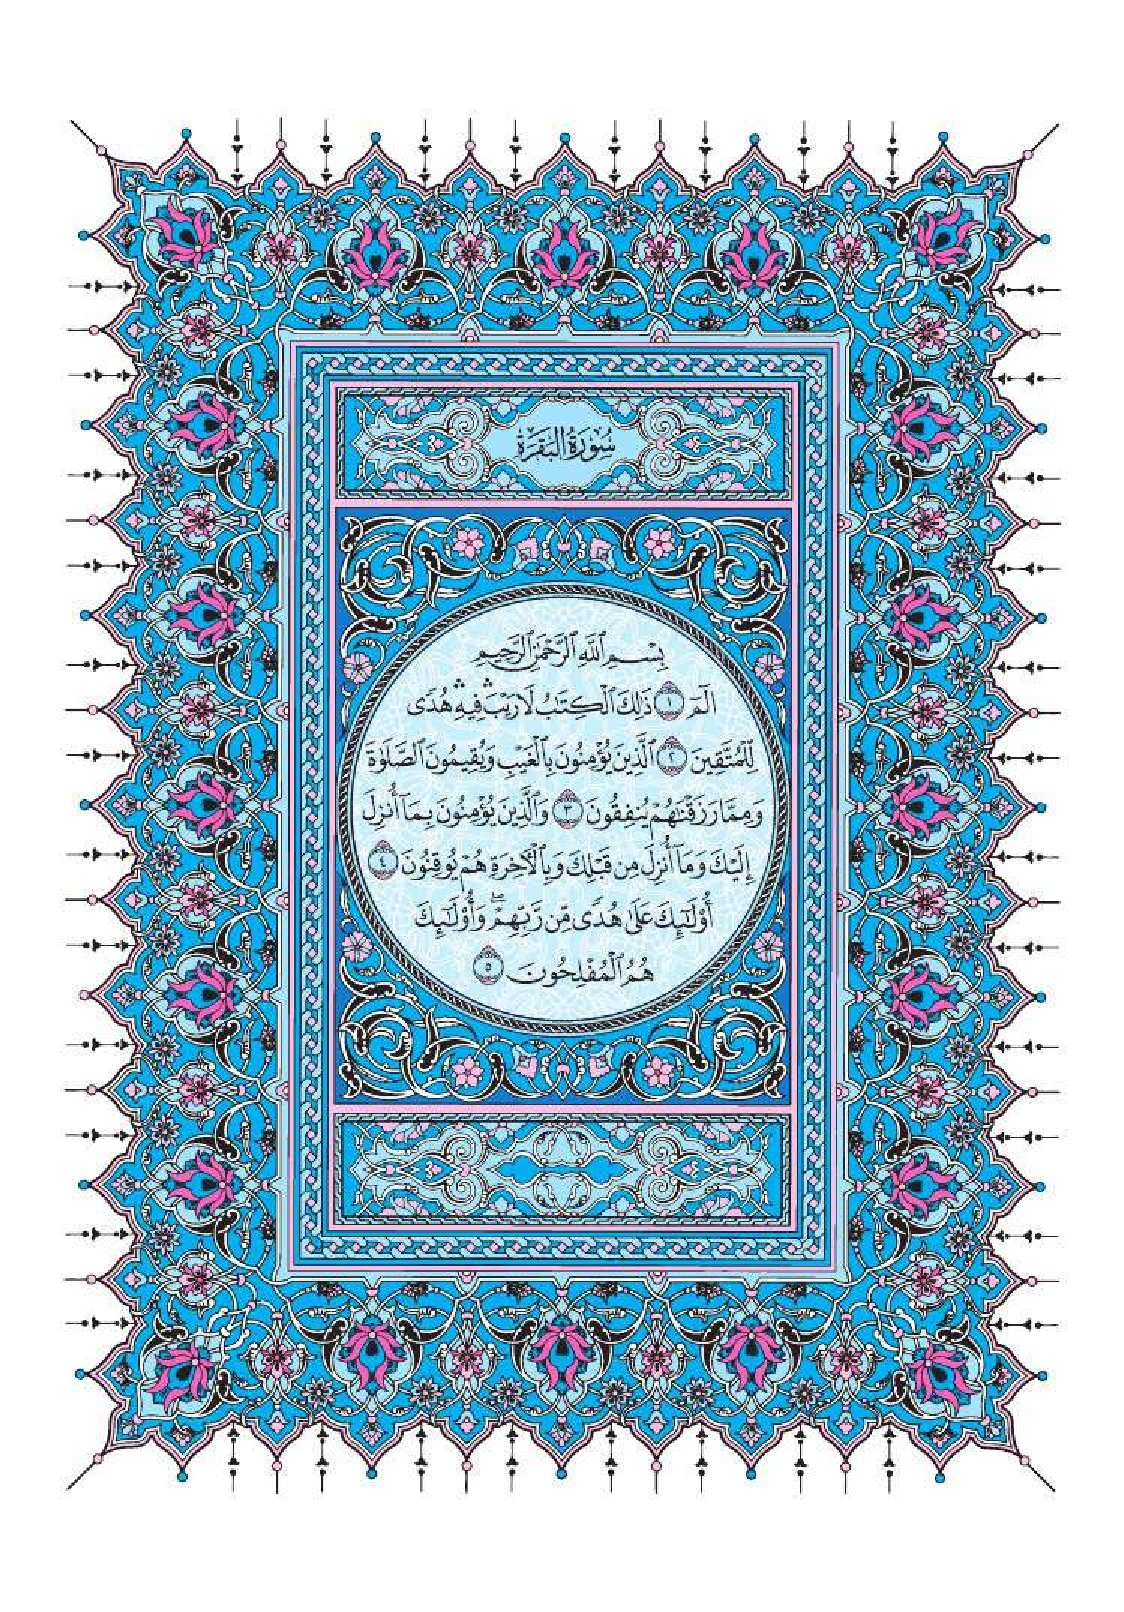 سُورَةُ البَقَرَةِ
بِسْمِ ٱللَّهِ ٱلرَّحْمَٰنِ ٱلرَّحِيمِ
الٓمٓ ١ ذَٰلِكَ ٱلْكِتَٰبُ لَا رَيْبَ ۛ فِيهِ ۛ هُدًى
لِّلْمُتَّقِينَ ٢ ٱلَّذِينَ يُؤْمِنُونَ بِٱلْغَيْبِ وَيُقِيمُونَ ٱلصَّلَوٰةَ
وَمِمَّا رَزَقْنَٰهُمْ يُنفِقُونَ ٣ وَٱلَّذِينَ يُؤْمِنُونَ بِمَآ أُنزِلَ
إِلَيْكَ وَمَآ أُنزِلَ مِن قَبْلِكَ وَبِٱلْءَاخِرَةِ هُمْ يُوقِنُونَ ٤
أُو۟لَٰٓئِكَ عَلَىٰ هُدًى مِّن رَّبِّهِمْ ۖ وَأُو۟لَٰٓئِكَ
هُمُ ٱلْمُفْلِحُونَ ٥